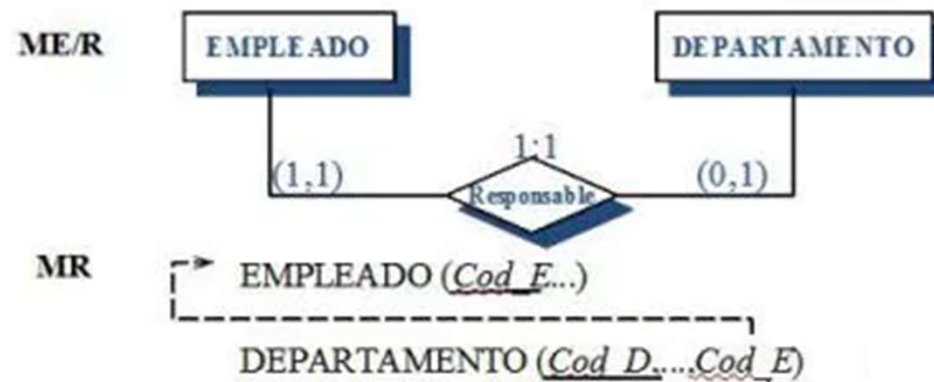 ME/R
EMPLEADO
DEPARTAMENTO
1:1
(1,1)
(0,1)
Responsable
MR
EMPLEADO (Cod_E...)
DEPARTAMENTO (Cod_D,....Cod_E)